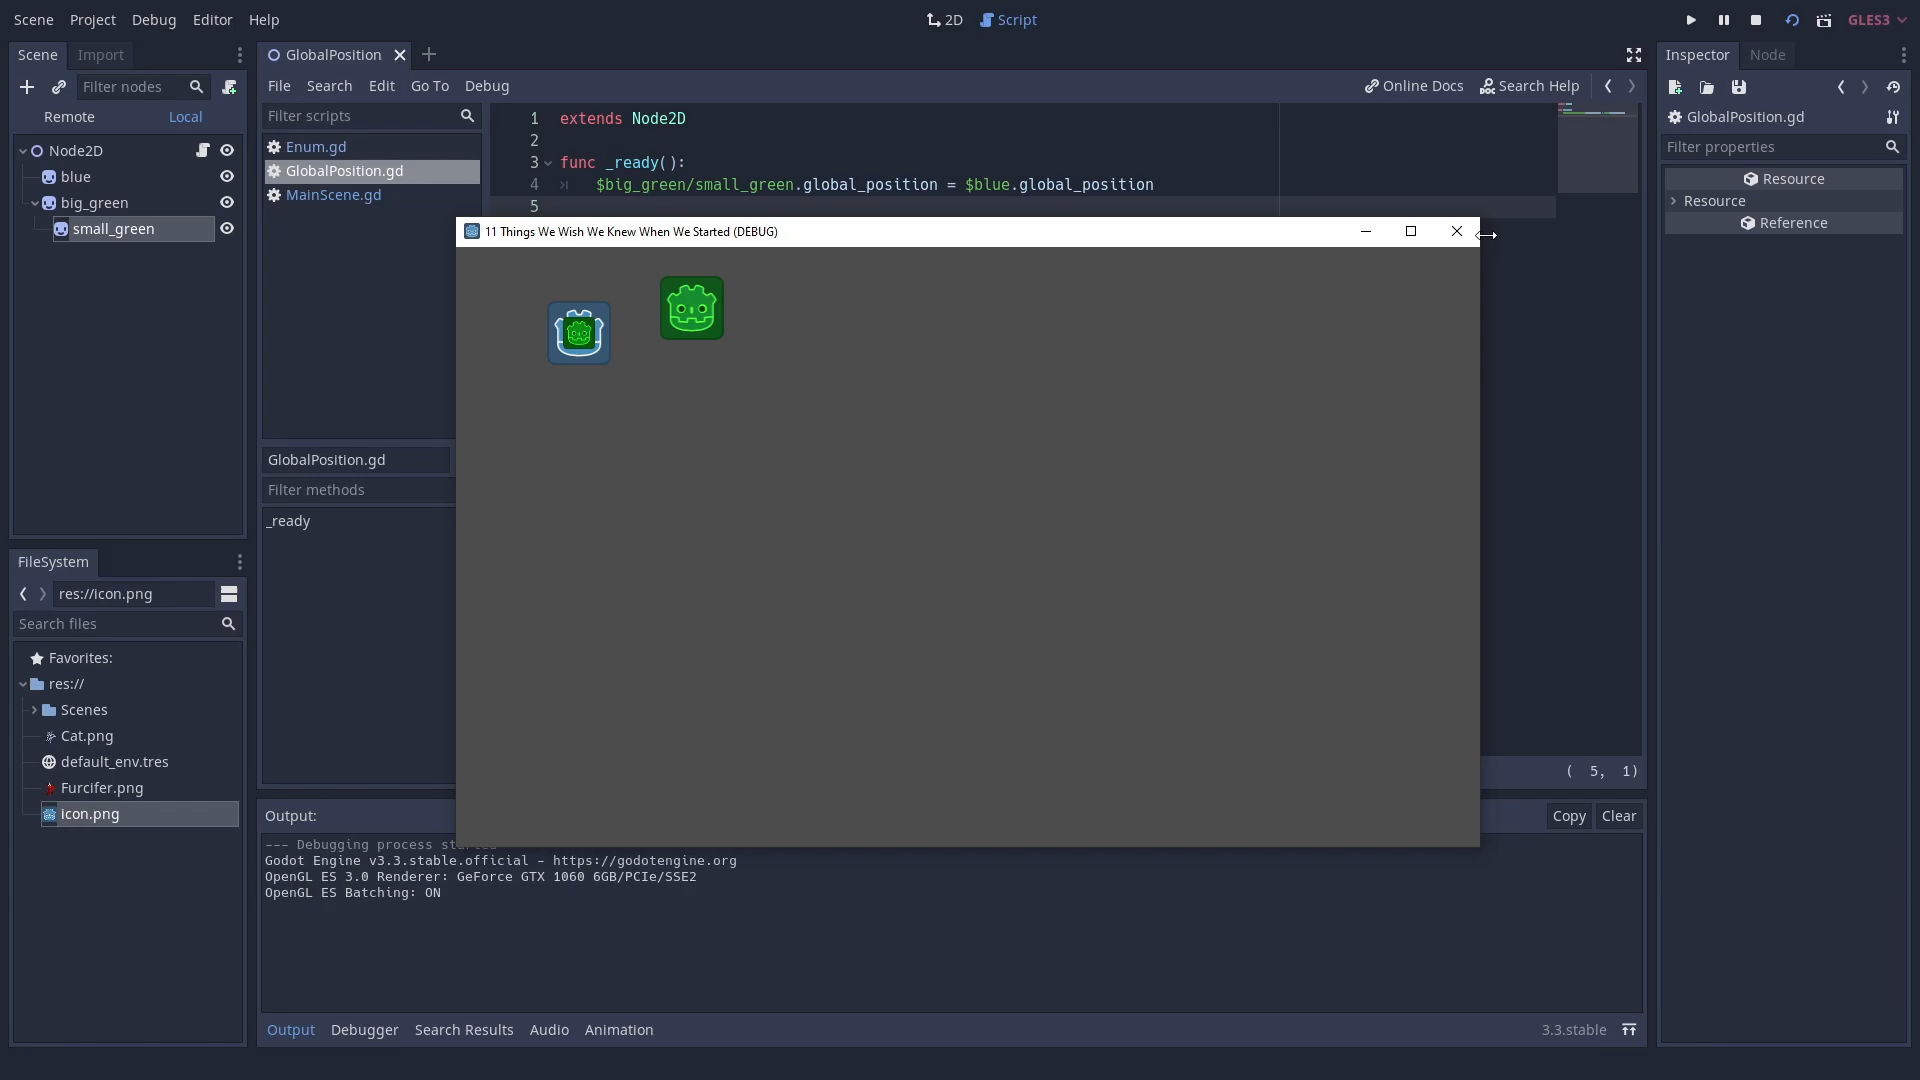 Scene Project Debug Editor Help
2D Script
GLES3
Scene Import
GlobalPosition
Inspector Node
Filter nodes
File Search Edit Go To Debug
Online Docs Search Help
Remote Local
Filter scripts
GlobalPosition.gd
Filter properties
Node2D
blue
big_green
small_green
Enum.gd
GlobalPosition.gd
MainScene.gd
1 extends Node2D
2
3 func _ready():
4 $big_green/small_green.global_position = $blue.global_position
5
Resource
Resource
Reference
11 Things We Wish We Knew When We Started (DEBUG)
GlobalPosition.gd
Filter methods
_ready
FileSystem
res://icon.png
Search files
Favorites:
res://
Scenes
Cat.png
default_env.tres
Furcifer.png
icon.png
( 5, 1)
Output:
Copy Clear
--- Debugging process
Godot Engine v3.3.stable.official - https://godotengine.org
OpenGL ES 3.0 Renderer: GeForce GTX 1060 6GB/PCIe/SSE2
OpenGL ES Batching: ON
Output Debugger Search Results Audio Animation
3.3.stable